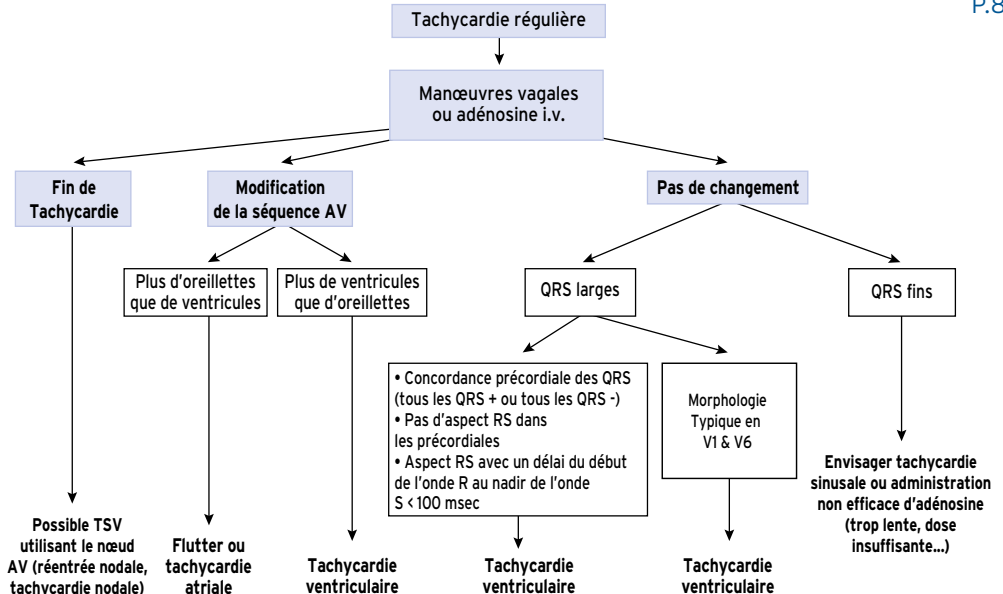 P.8
Tachycardie régulière
Manœuvres vagales
ou adénosine i.v.
Fin de
Tachycardie
Modification
de la séquence AV
Pas de changement
Plus d'oreillettes
que de ventricules
Plus de ventricules
que d'oreillettes
QRS larges
QRS fins
• Concordance précordiale des QRS
(tous les QRS + ou tous les QRS -)
• Pas d'aspect RS dans
les précordiales
• Aspect RS avec un délai du début
de l'onde R au nadir de l'onde
S < 100 msec
Morphologie
Typique en
V1 & V6
Possible TSV
utilisant le nœud
AV (réentrée nodale,
tachycardie nodale)
Flutter ou
tachycardie
atriale
Tachycardie
ventriculaire
Tachycardie
ventriculaire
Tachycardie
ventriculaire
Envisager tachycardie
sinusale ou administration
non efficace d'adénosine
(trop lente, dose
insuffisante...)